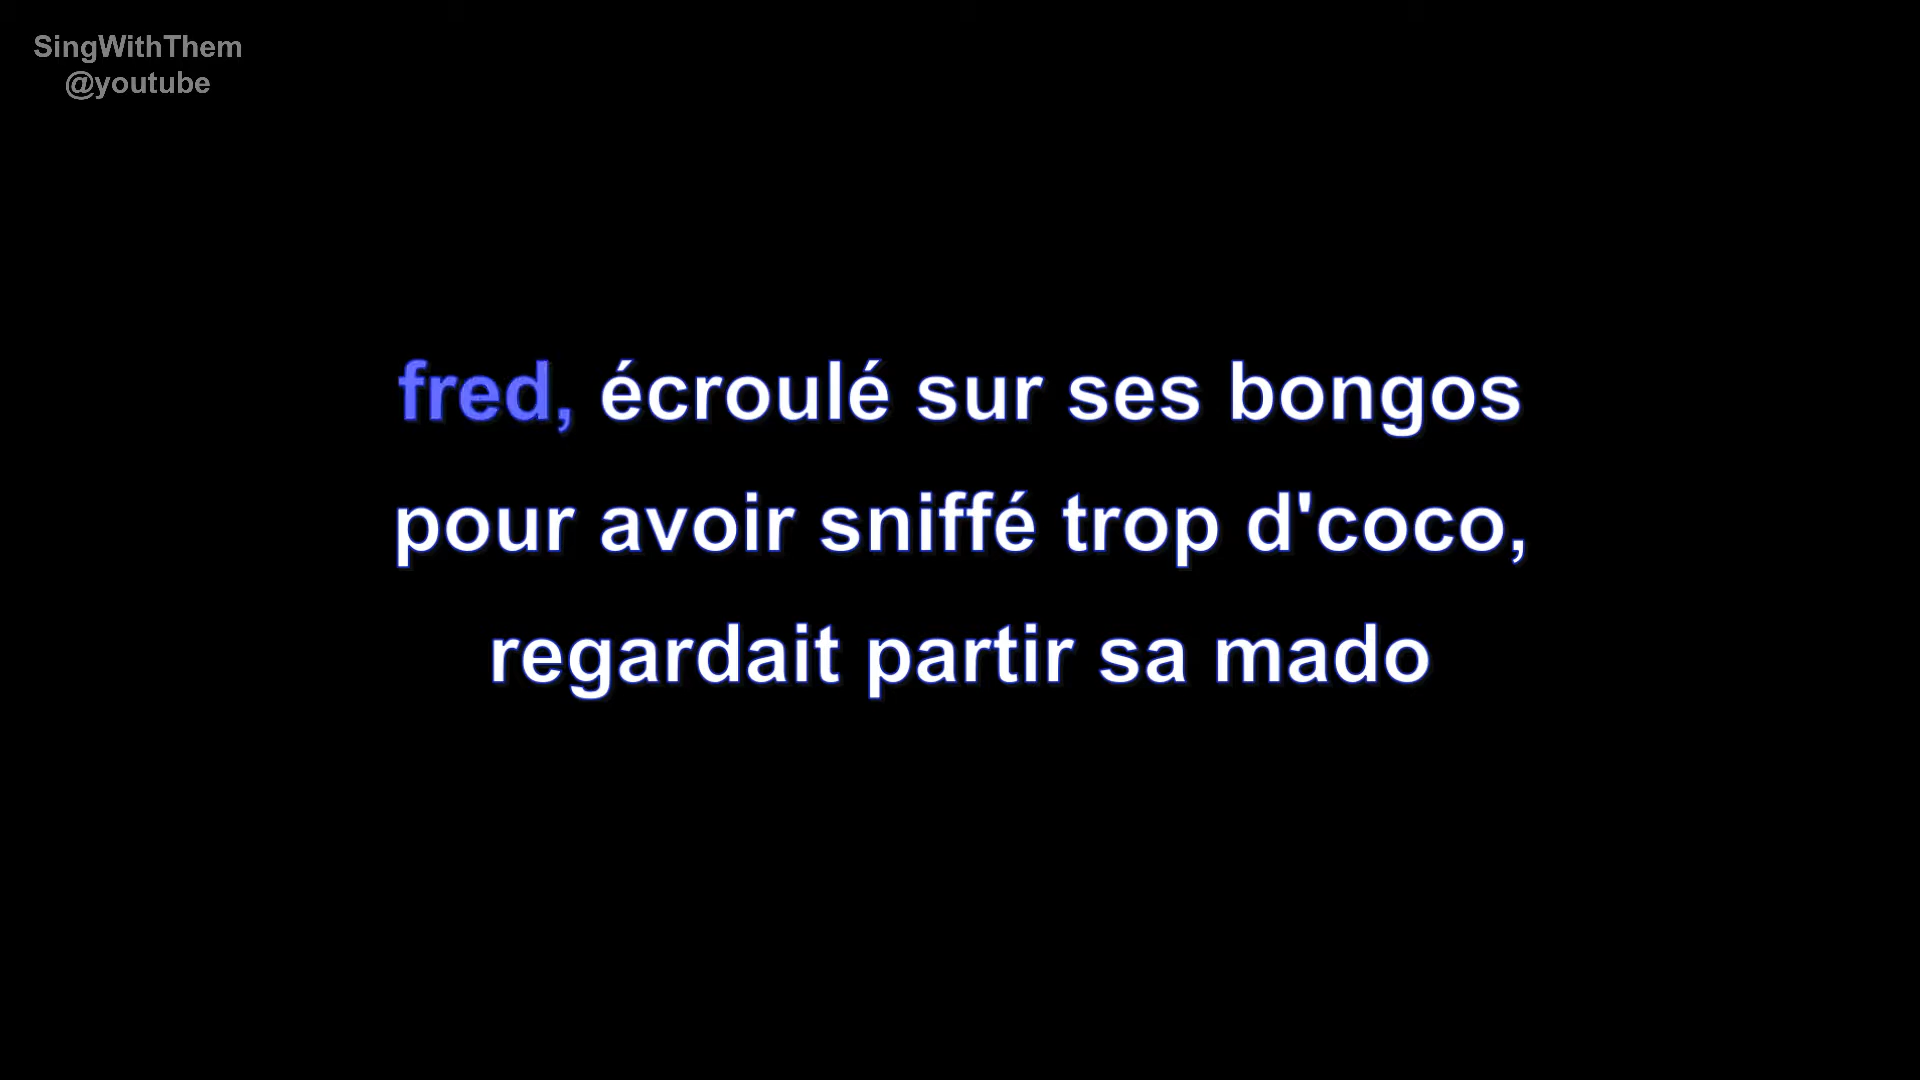 SingWithThem
@youtube
fred, écroulé sur ses bongos
pour avoir sniffé trop d'coco,
regardait partir sa mado